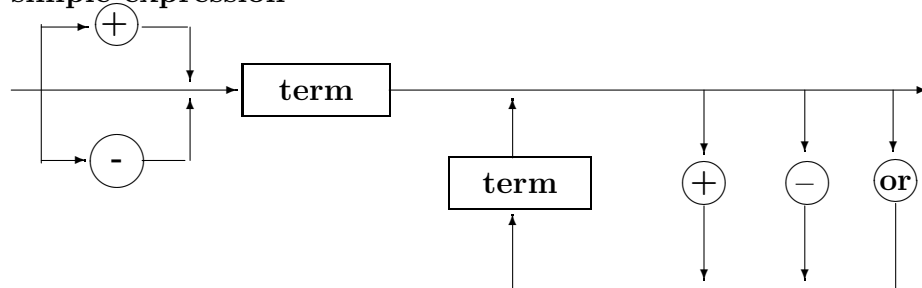 simple expression
+
term
-
term
+
−
or